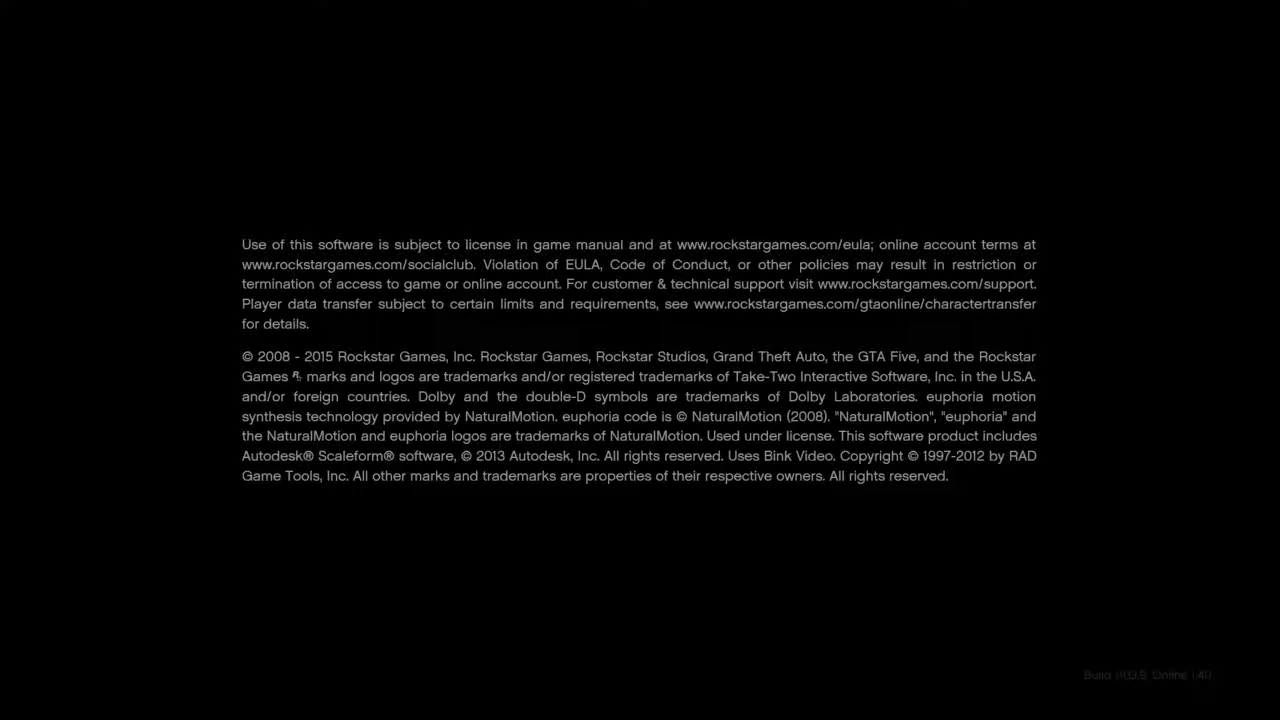 Use of this software is subject to license in game manual and at www.rockstargames.com/eula; online account terms at
www.rockstargames.com/socialclub. Violation of EULA, Code of Conduct, or other policies may result in restriction or
termination of access to game or online account. For customer & technical support visit www.rockstargames.com/support.
Player data transfer subject to certain limits and requirements, see www.rockstargames.com/gtaonline/charactertransfer
for details.
© 2008 - 2015 Rockstar Games, Inc. Rockstar Games, Rockstar Studios, Grand Theft Auto, the GTA Five, and the Rockstar
Games R* marks and logos are trademarks and/or registered trademarks of Take-Two Interactive Software, Inc. in the U.S.A.
and/or foreign countries. Dolby and the double-D symbols are trademarks of Dolby Laboratories. euphoria motion
synthesis technology provided by NaturalMotion. euphoria code is © NaturalMotion (2008). "NaturalMotion", "euphoria" and
the NaturalMotion and euphoria logos are trademarks of NaturalMotion. Used under license. This software product includes
Autodesk® Scaleform® software, © 2013 Autodesk, Inc. All rights reserved. Uses Bink Video. Copyright © 1997-2012 by RAD
Game Tools, Inc. All other marks and trademarks are properties of their respective owners. All rights reserved.
Build Online